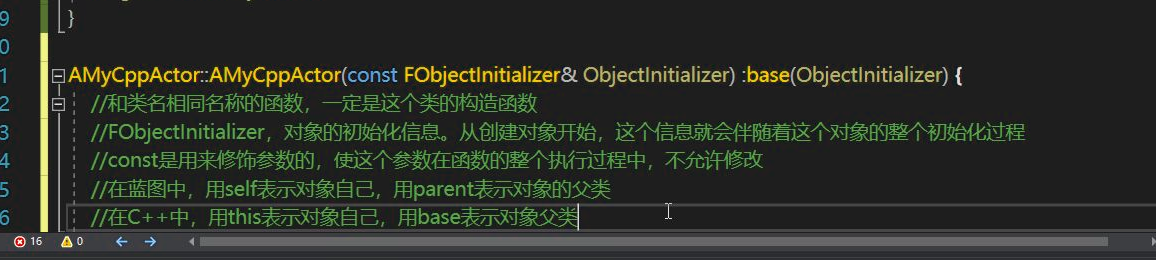 9
}
0
1 AMyCppActor::AMyCppActor(const FObjectInitializer& ObjectInitializer) :base(ObjectInitializer) {
2 //和类名相同名称的函数，一定是这个类的构造函数
3 //FObjectInitializer，对象的初始化信息。从创建对象开始，这个信息就会伴随着这个对象的整个初始化过程
4 //const是用来修饰参数的，使这个参数在函数的整个执行过程中，不允许修改
5 //在蓝图中，用self表示对象自己，用parent表示对象的父类
6 //在C++中，用this表示对象自己，用base表示对象父类
16 0